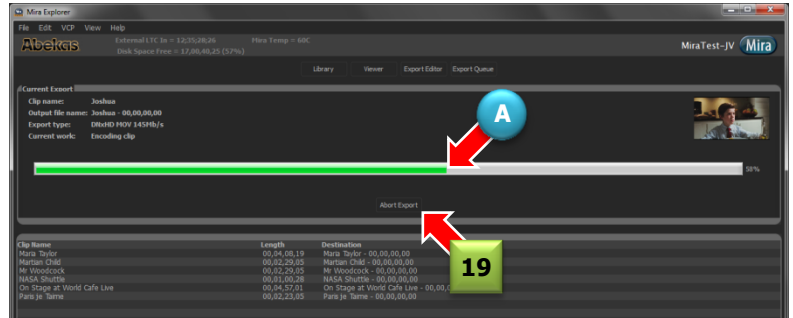 Mira Explorer
File Edit VCP View Help
Abekas
External LTC In = 12;35;28;26 Mira Temp = 60C
Disk Space Free = 17,00,40,25 (57%)
MiraTest-JV Mira
Library Viewer Export Editor Export Queue
Current Export
Clip name: Joshua
Output file name: Joshua - 00,00,00,00
Export type: DNxHD MOV 145Mb/s
Current work: Encoding clip
A
58%
Abort Export
19
Clip Name Length Destination
Mara Taylor 00,04,08,19 Mara Taylor - 00,00,00,00
Martian Child 00,02,29,05 Martian Child - 00,00,00,00
Mr Woodcock 00,02,29,05 Mr Woodcock - 00,00,00,00
NASA Shuttle 00,01,00,28 NASA Shuttle - 00,00,00,00
On Stage at World Cafe Live 00,04,57,01 On Stage at World Cafe Live - 00,00,0
Paris je Taime 00,02,23,05 Paris je Taime - 00,00,00,00